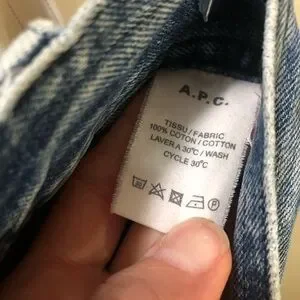 A.P.C.
TISSU / FABRIC
100% COTON / COTTON
LAVER A 30°C / WASH
CYCLE 30°C
P